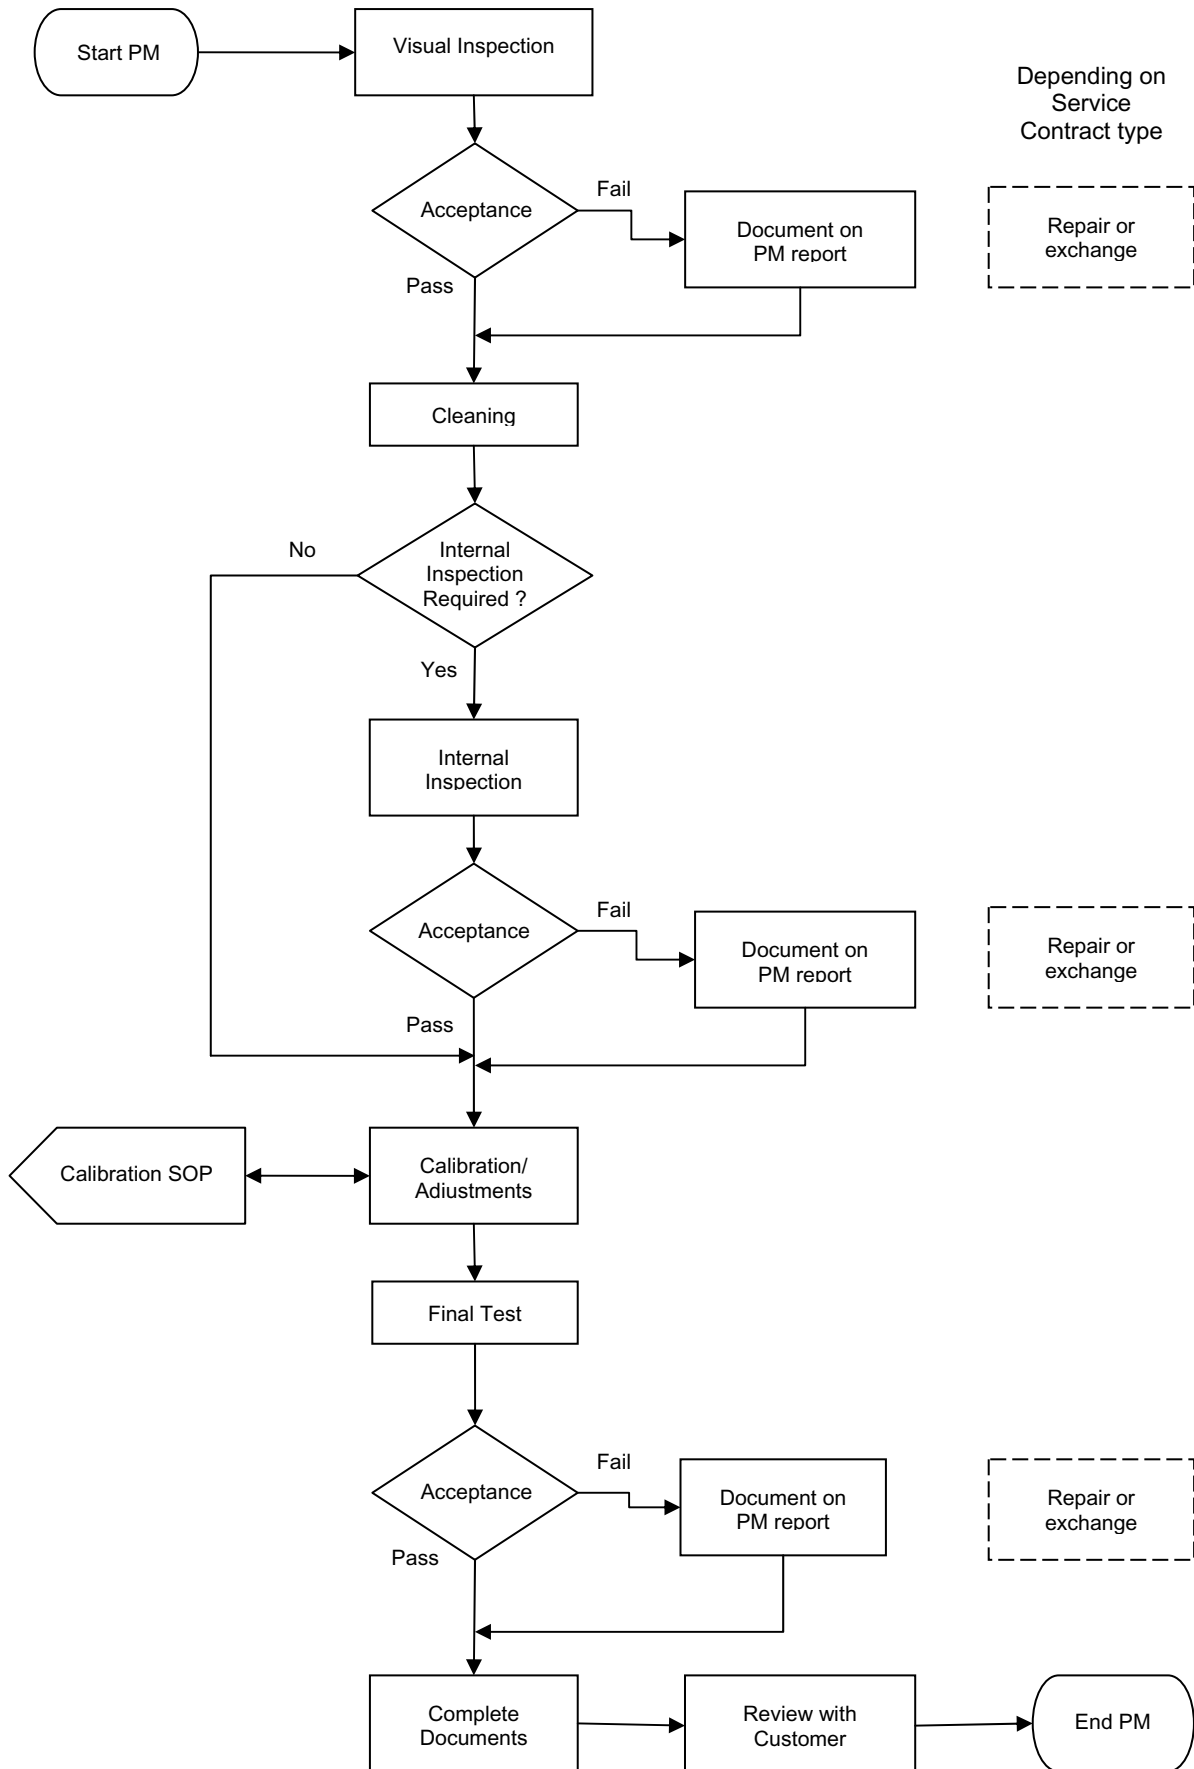 Start PM
Visual Inspection
Depending on
Service
Contract type
Acceptance
Fail
Document on
PM report
Repair or
exchange
Pass
Cleaning
No
Internal
Inspection
Required ?
Yes
Internal
Inspection
Acceptance
Fail
Document on
PM report
Repair or
exchange
Pass
Calibration SOP
Calibration/
Adjustments
Final Test
Acceptance
Fail
Document on
PM report
Repair or
exchange
Pass
Complete
Documents
Review with
Customer
End PM